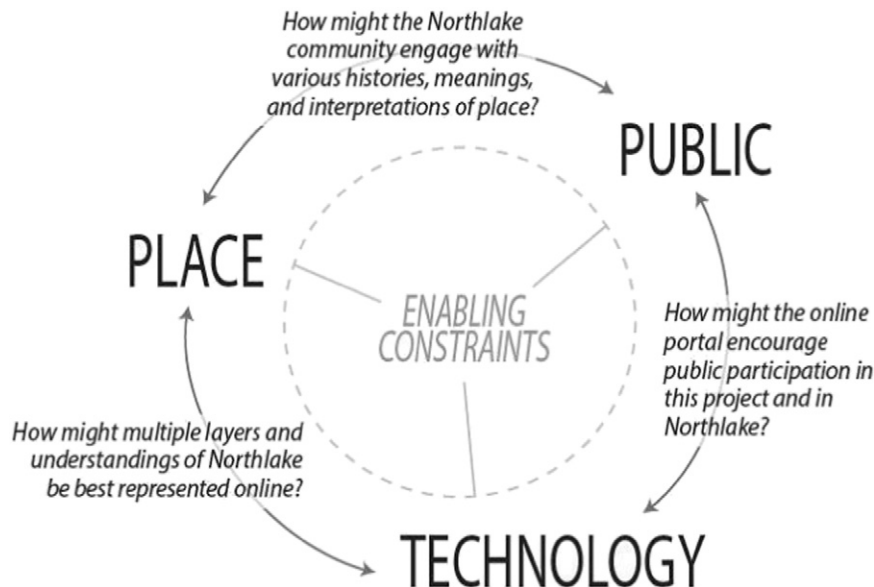 How might the Northlake
community engage with
various histories, meanings,
and interpretations of place?
PUBLIC
PLACE
ENABLING
CONSTRAINTS
How might the online
portal encourage
public participation in
this project and in
Northlake?
How might multiple layers and
understandings of Northlake
be best represented online?
TECHNOLOGY